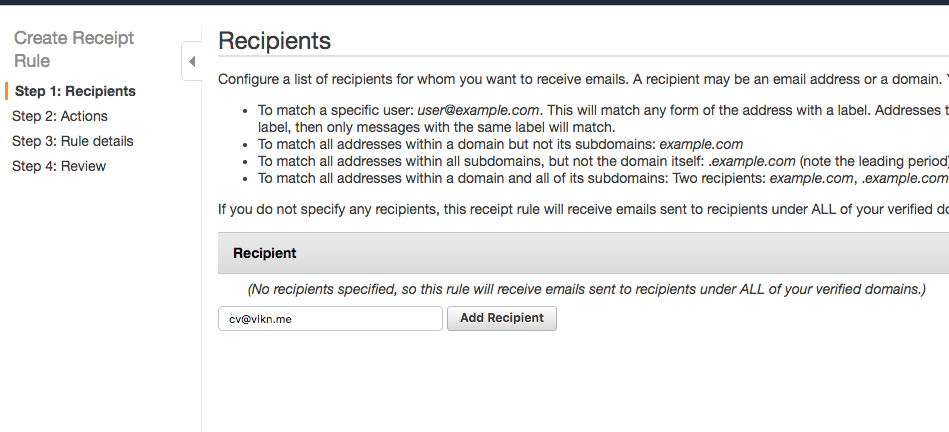 Create Receipt
Rule
Step 1: Recipients
Step 2: Actions
Step 3: Rule details
Step 4: Review
Recipients
Configure a list of recipients for whom you want to receive emails. A recipient may be an email address or a domain.
To match a specific user: user@example.com. This will match any form of the address with a label. Addresses
label, then only messages with the same label will match.
To match all addresses within a domain but not its subdomains: example.com
To match all addresses within all subdomains, but not the domain itself: .example.com (note the leading period)
To match all addresses within a domain and all of its subdomains: Two recipients: example.com, .example.com
If you do not specify any recipients, this receipt rule will receive emails sent to recipients under ALL of your verified
Recipient
(No recipients specified, so this rule will receive emails sent to recipients under ALL of your verified domains.)
cv@vlkn.me
Add Recipient